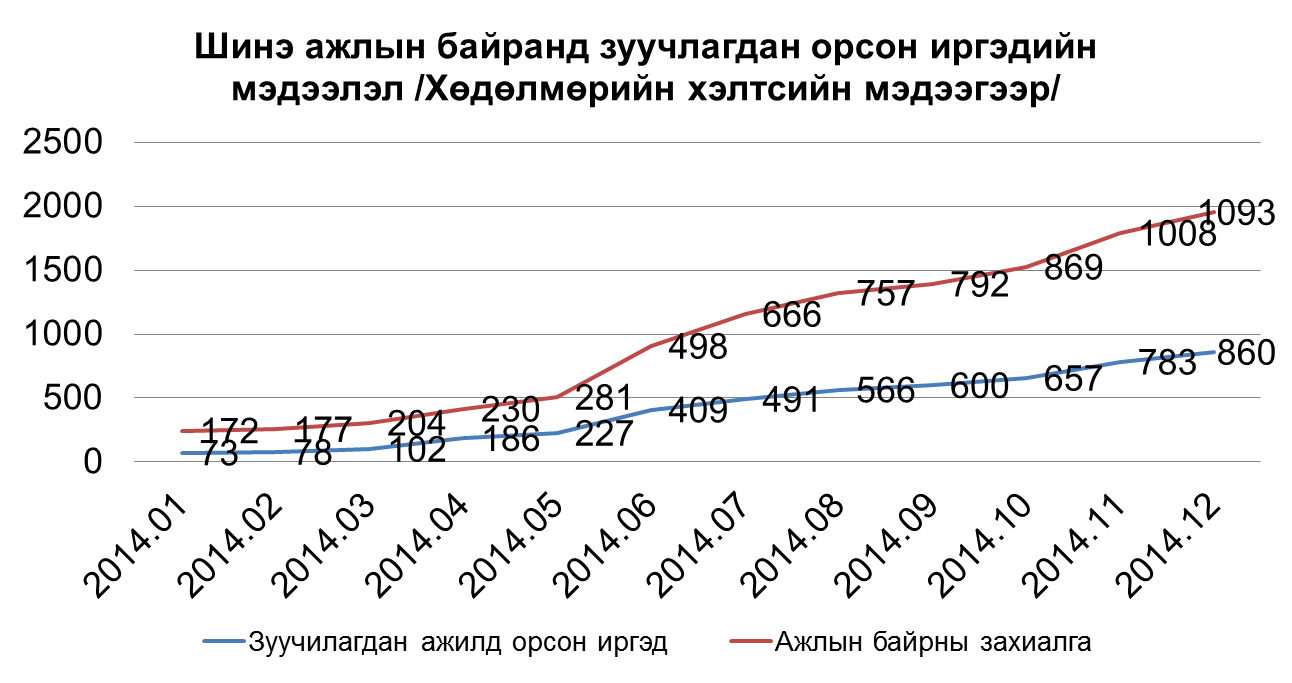 Шинэ ажлын байранд зуучлагдан орсон иргэдийн
мэдээлэл /Хөдөлмөрийн хэлтсийн мэдээгээр/
2500
2000
1500
1000
500
0
172 177 204 230 281 498 666 757 792 869 1008 1093
73 78 102 186 227 409 491 566 600 657 783 860
2014.01 2014.02 2014.03 2014.04 2014.05 2014.06 2014.07 2014.08 2014.09 2014.10 2014.11 2014.12
Зуучилагдан ажилд орсон иргэд Ажлын байрны захиалга